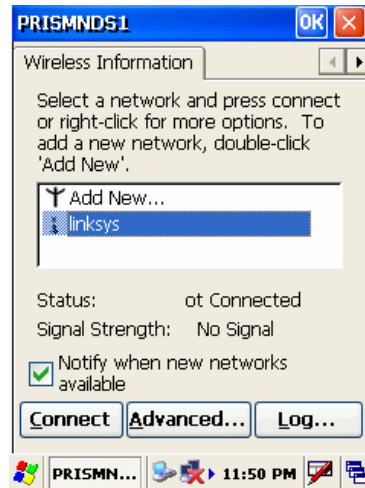 PRISMNDS1 OK
Wireless Information
Select a network and press connect
or right-click for more options. To
add a new network, double-click
'Add New'.
Add New...
linksys
Status: ot Connected
Signal Strength: No Signal
Notify when new networks
available
Connect Advanced... Log...
PRISMN... 11:50 PM